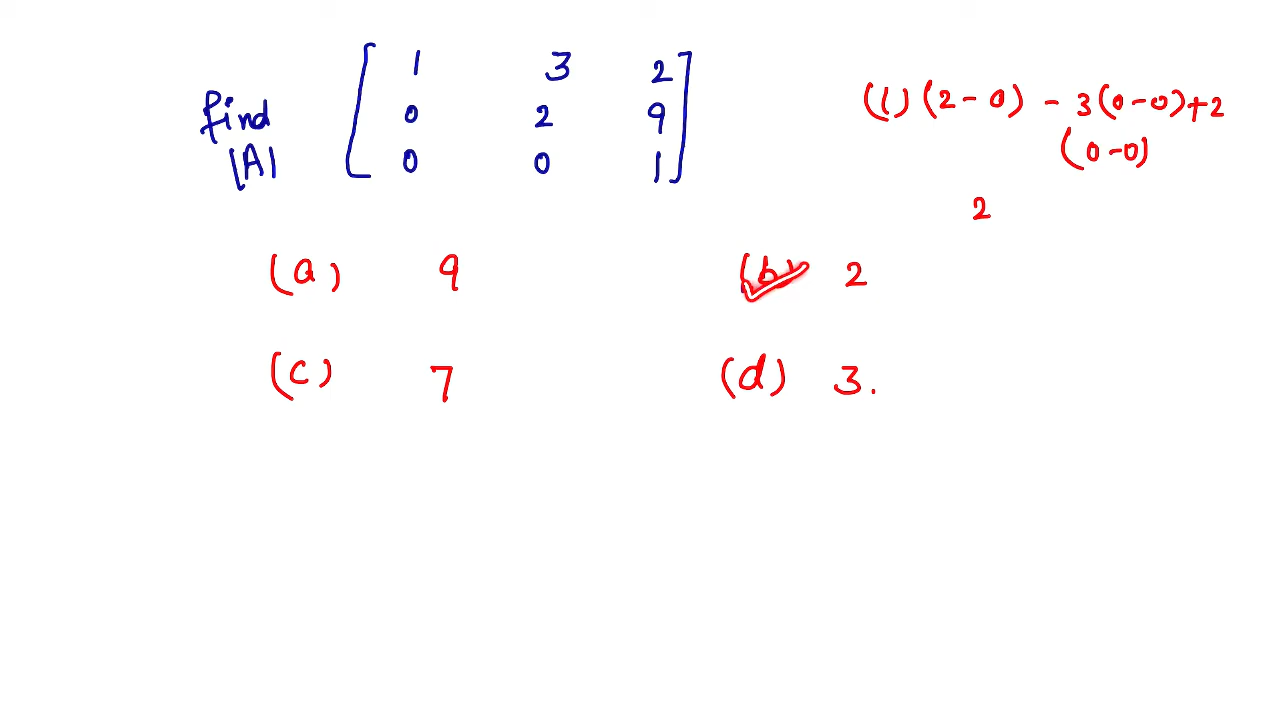 [ 1 3 2 ]
find 0 2 9
|A| 0 0 1
(1) (2 - 0) - 3 (0 - 0) + 2
(0 - 0)
2
(a) 9 (b) 2
(c) 7 (d) 3.